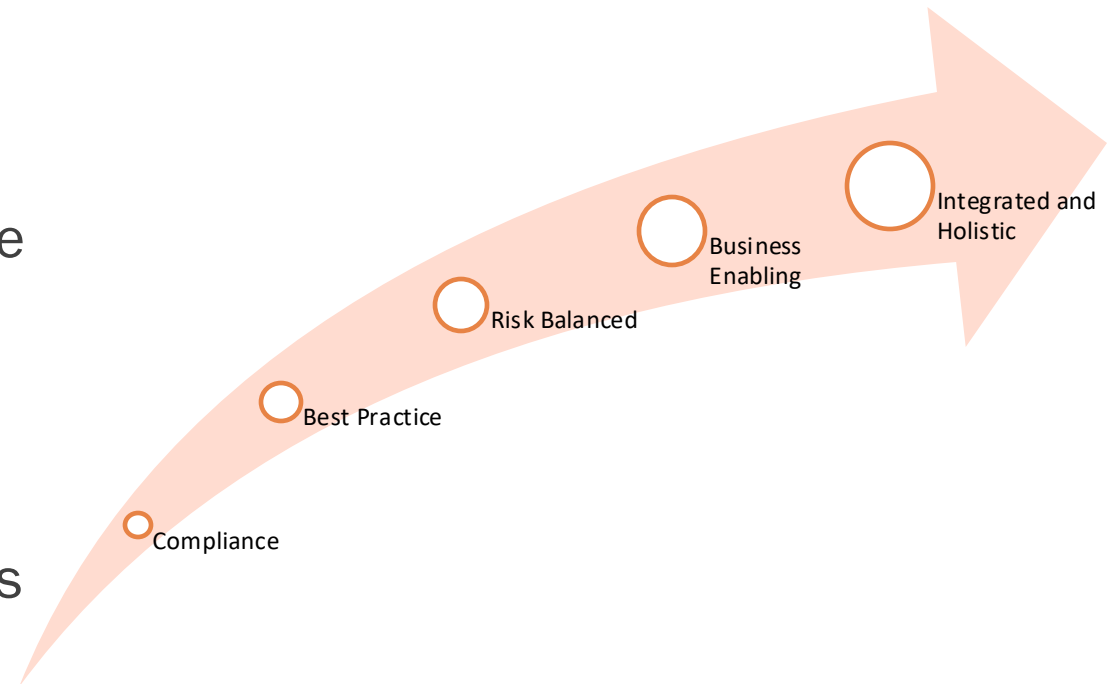 Integrated and
Holistic
e
Business
Enabling
Risk Balanced
Best Practice
Compliance
s